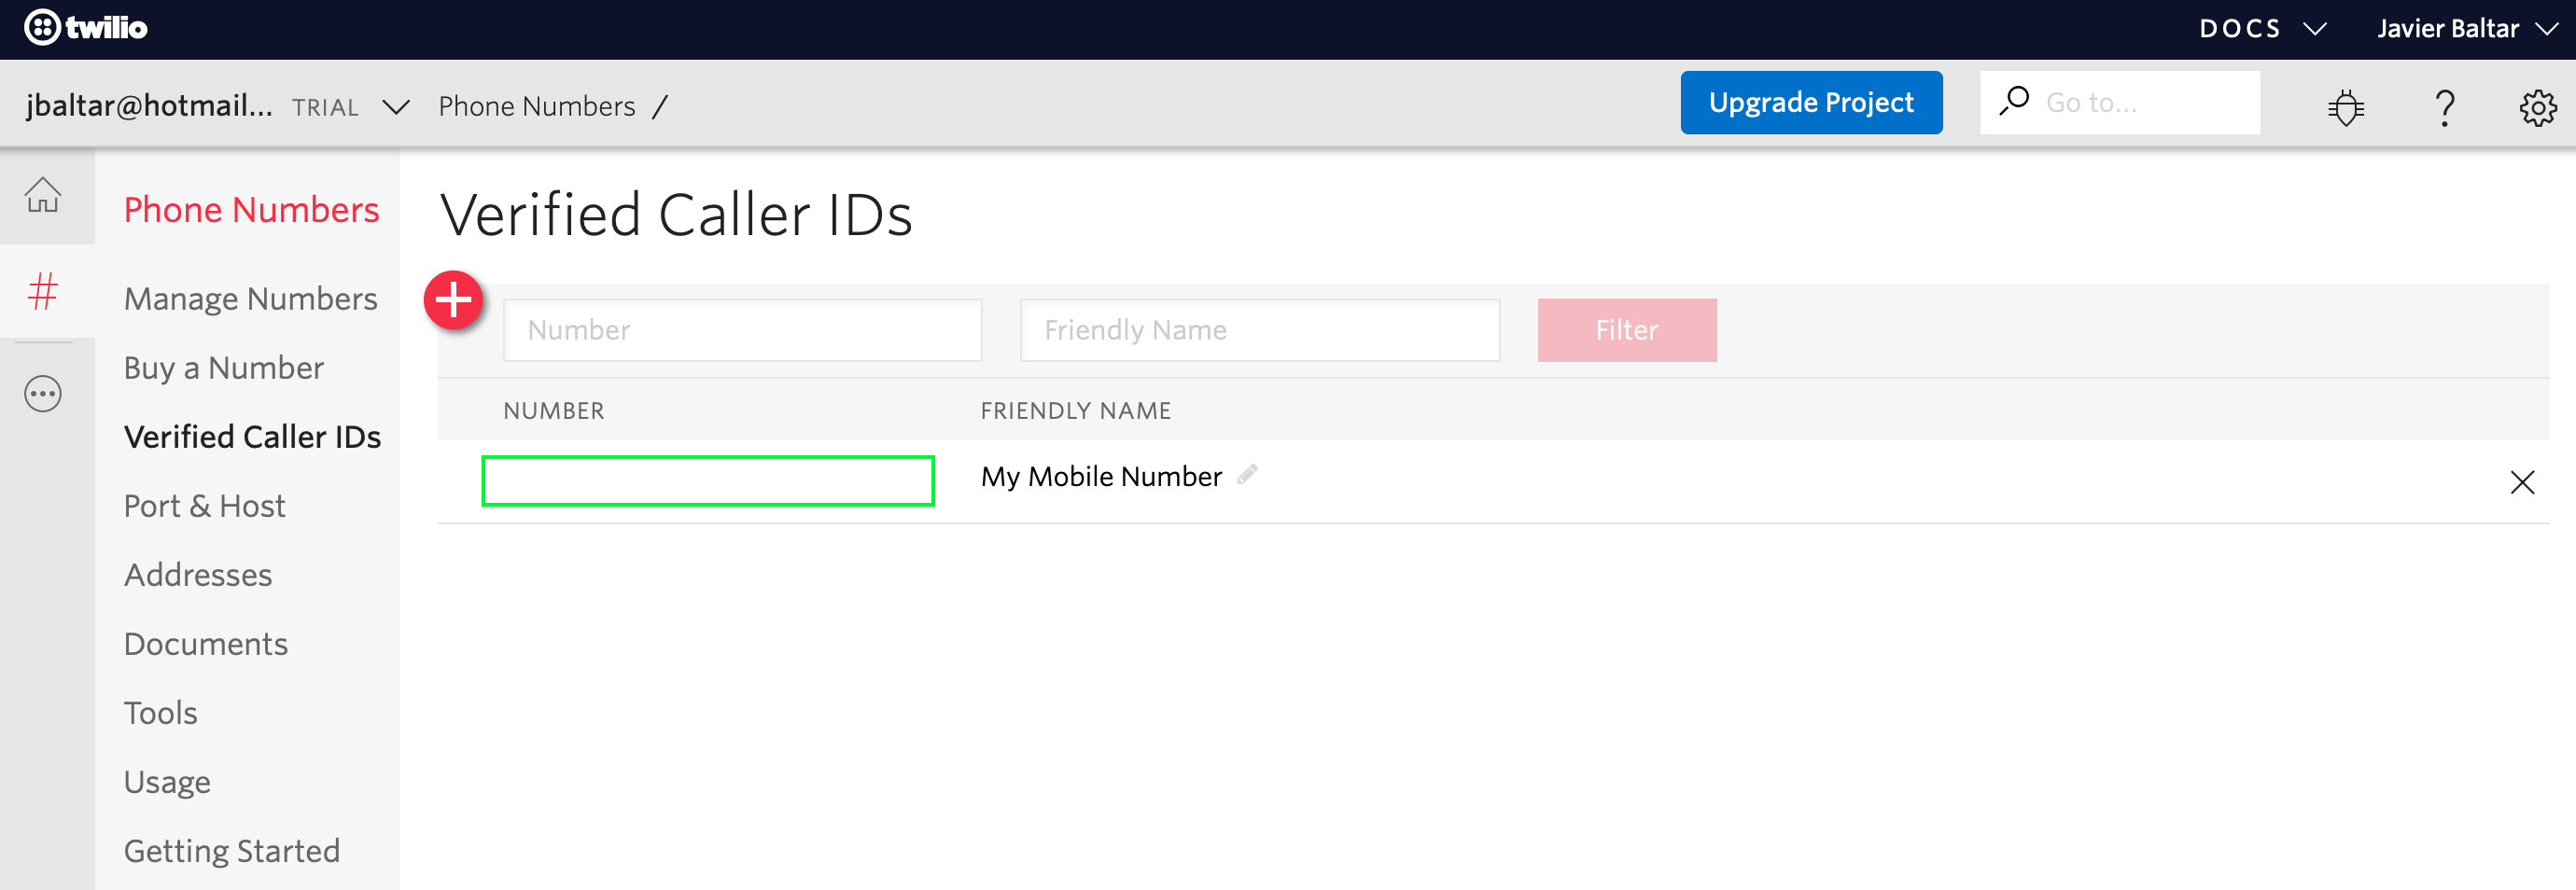 twilio
DOCS
Javier Baltar
jbaltar@hotmail... TRIAL
Phone Numbers /
Upgrade Project
Go to...
?
Phone Numbers
#
Manage Numbers
Buy a Number
Verified Caller IDs
Port & Host
Addresses
Documents
Tools
Usage
Getting Started
Verified Caller IDs
Number
Friendly Name
Filter
NUMBER
FRIENDLY NAME
My Mobile Number